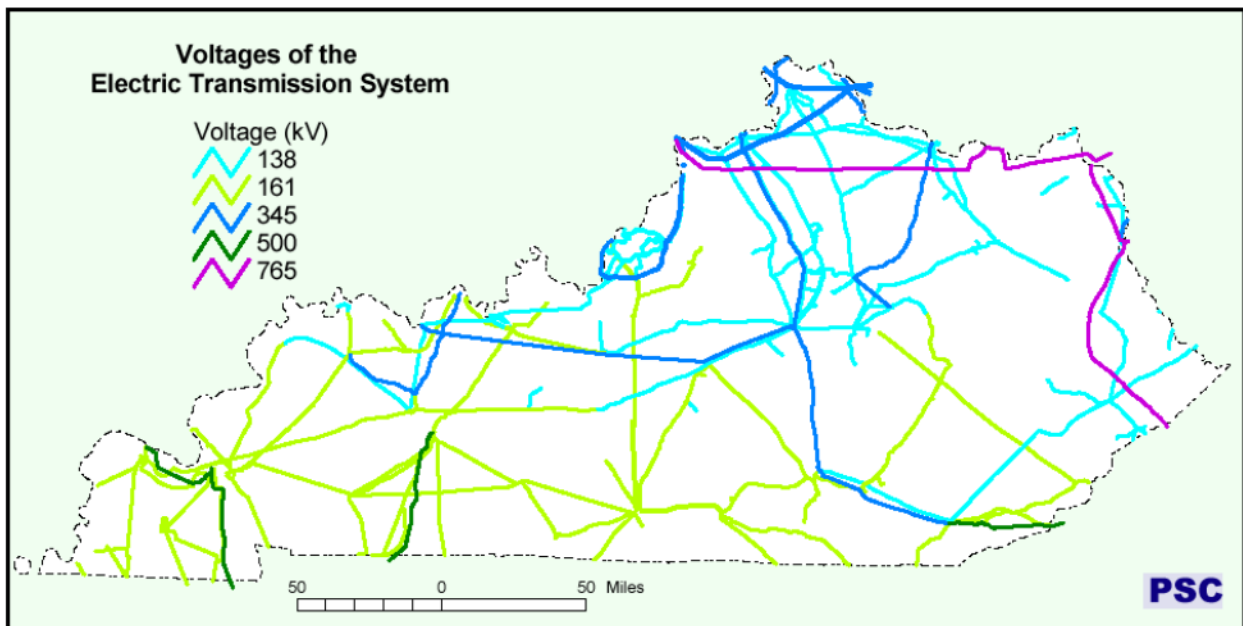 Voltages of the
Electric Transmission System
Voltage (kV)
138
161
345
500
765
50 0 50 Miles
PSC